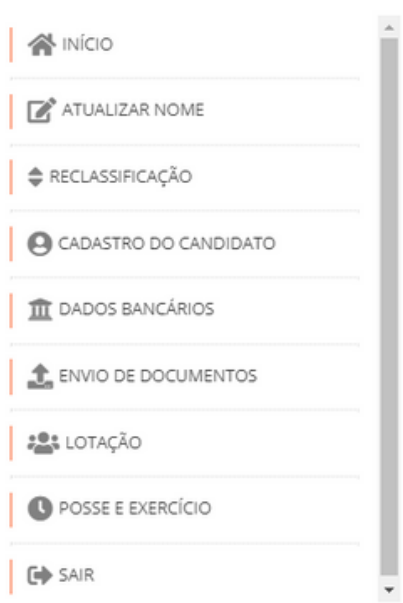 INÍCIO
ATUALIZAR NOME
RECLASSIFICAÇÃO
CADASTRO DO CANDIDATO
DADOS BANCÁRIOS
ENVIO DE DOCUMENTOS
LOTAÇÃO
POSSE E EXERCÍCIO
SAIR